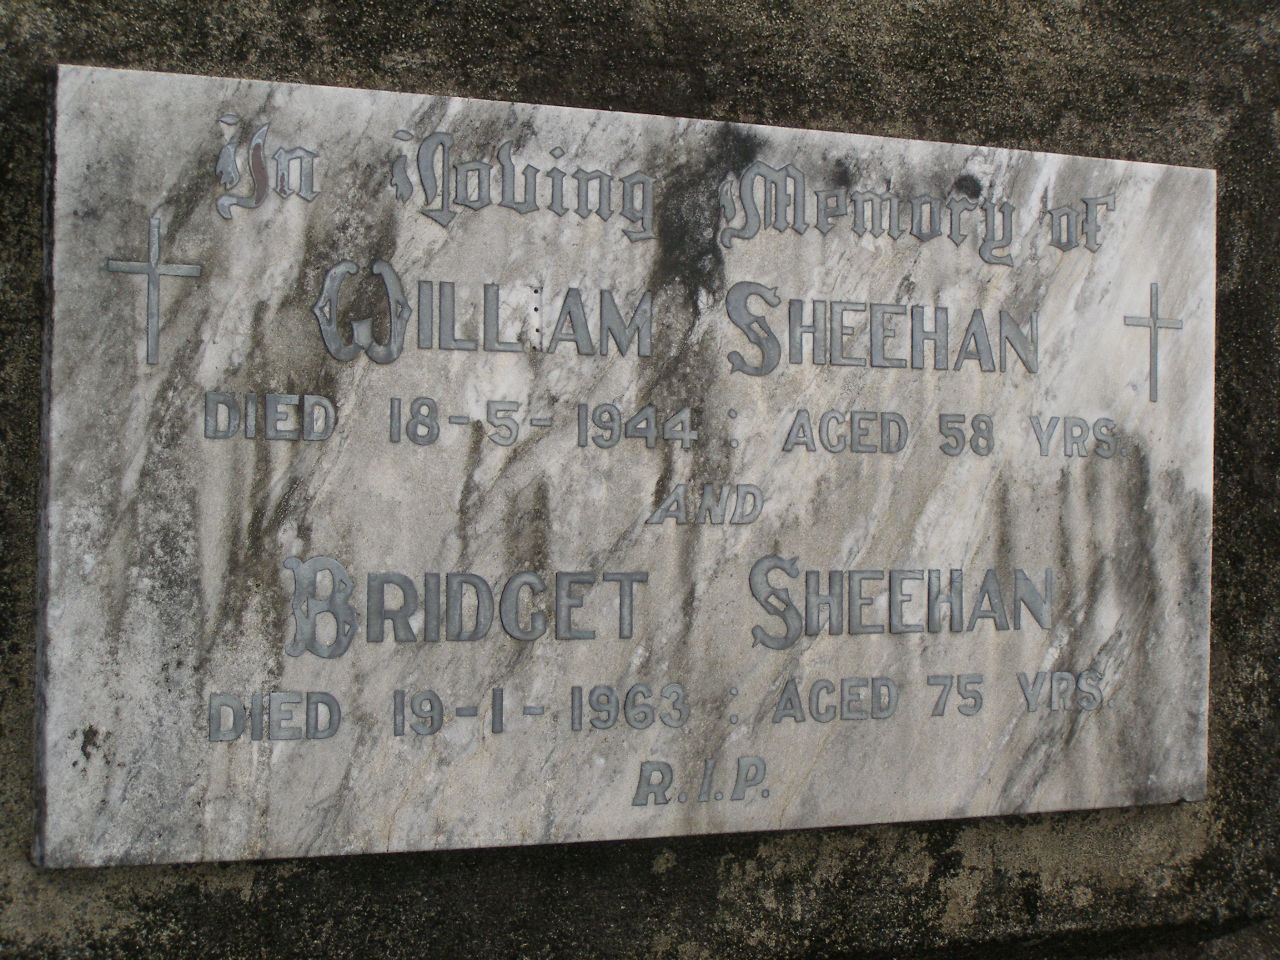 In Loving Memory of
WILLIAM SHEEHAN
DIED 18-5-1944 : AGED 58 YRS.
AND
BRIDGET SHEEHAN
DIED 19-1-1963 : AGED 75 YRS.
R.I.P.